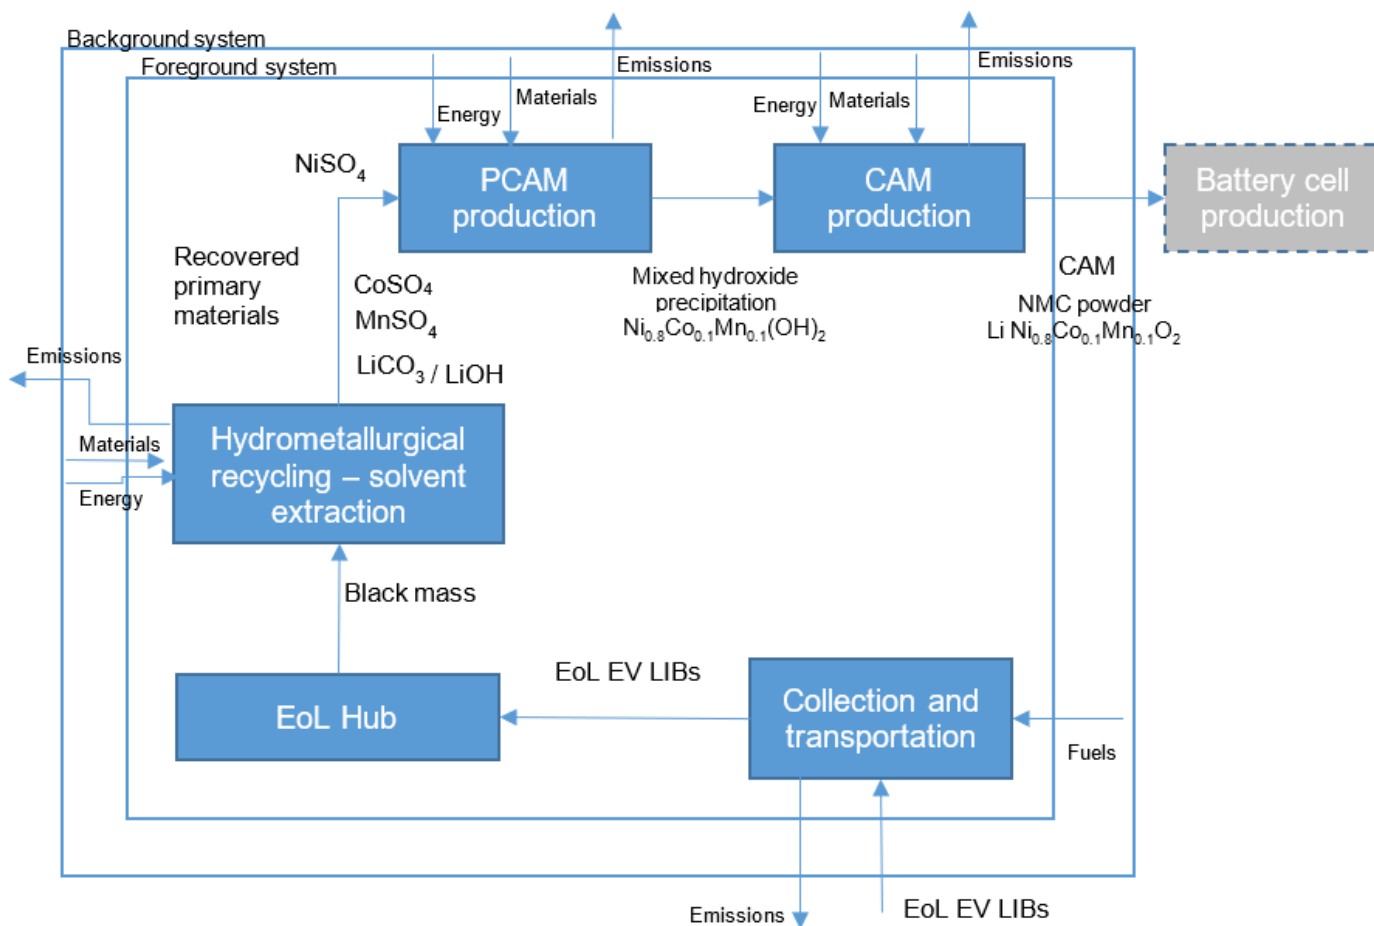 Background system
Foreground system
Emissions
Emissions
Energy
Materials
Energy
Materials
NiSO₄
PCAM
production
CAM
production
Battery cell
production
Recovered
primary
materials
CoSO₄
MnSO₄
LiCO₃ / LiOH
Mixed hydroxide
precipitation
Ni₀.₈Co₀.₁Mn₀.₁(OH)₂
CAM
NMC powder
Li Ni₀.₈Co₀.₁Mn₀.₁O₂
Emissions
Materials
Energy
Hydrometallurgical
recycling – solvent
extraction
Black mass
EoL Hub
EoL EV LIBs
Collection and
transportation
Fuels
Emissions
EoL EV LIBs